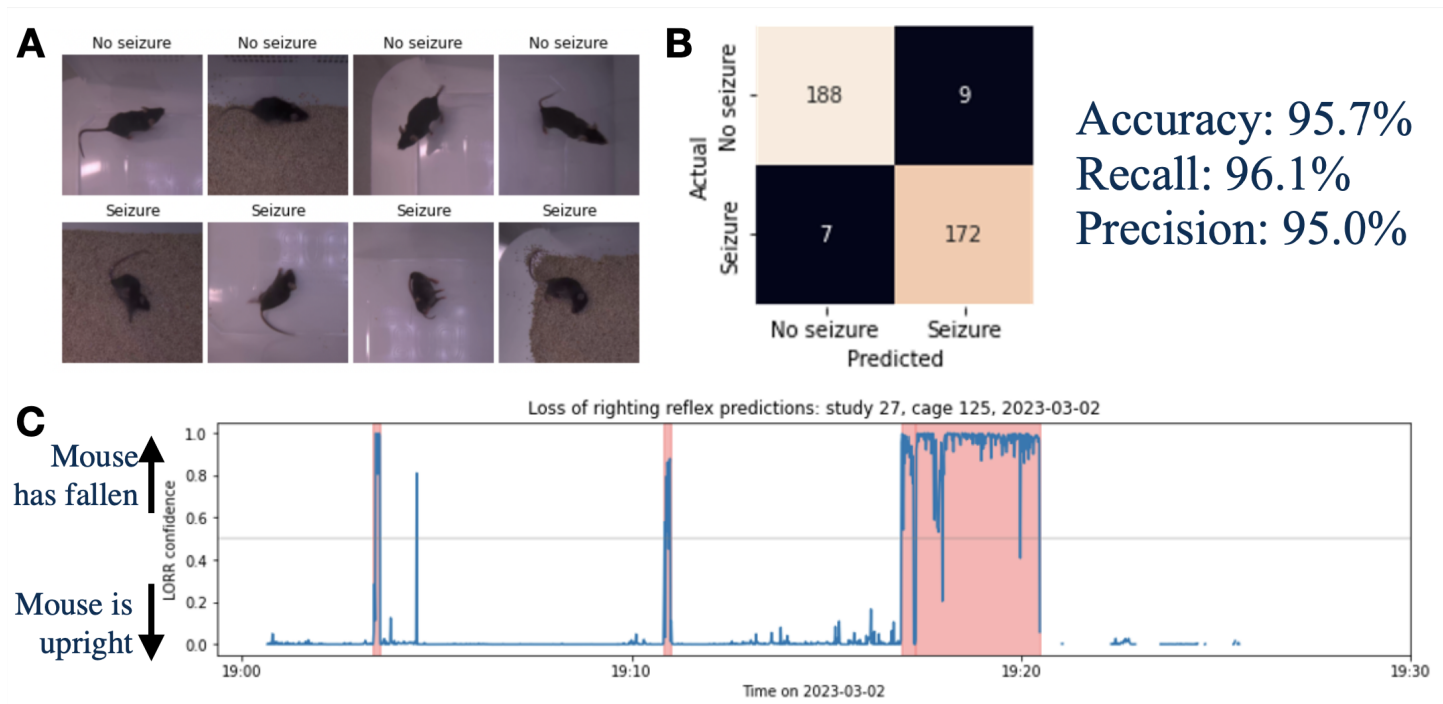 A
No seizure
No seizure
No seizure
No seizure
Seizure
Seizure
Seizure
Seizure
B
Actual
No seizure
Seizure
188
9
7
172
No seizure
Seizure
Predicted
Accuracy: 95.7%
Recall: 96.1%
Precision: 95.0%
C
Loss of righting reflex predictions: study 27, cage 125, 2023-03-02
Mouse
has fallen
Mouse is
upright
LORR confidence
1.0
0.8
0.6
0.4
0.2
0.0
19:00
19:10
19:20
19:30
Time on 2023-03-02